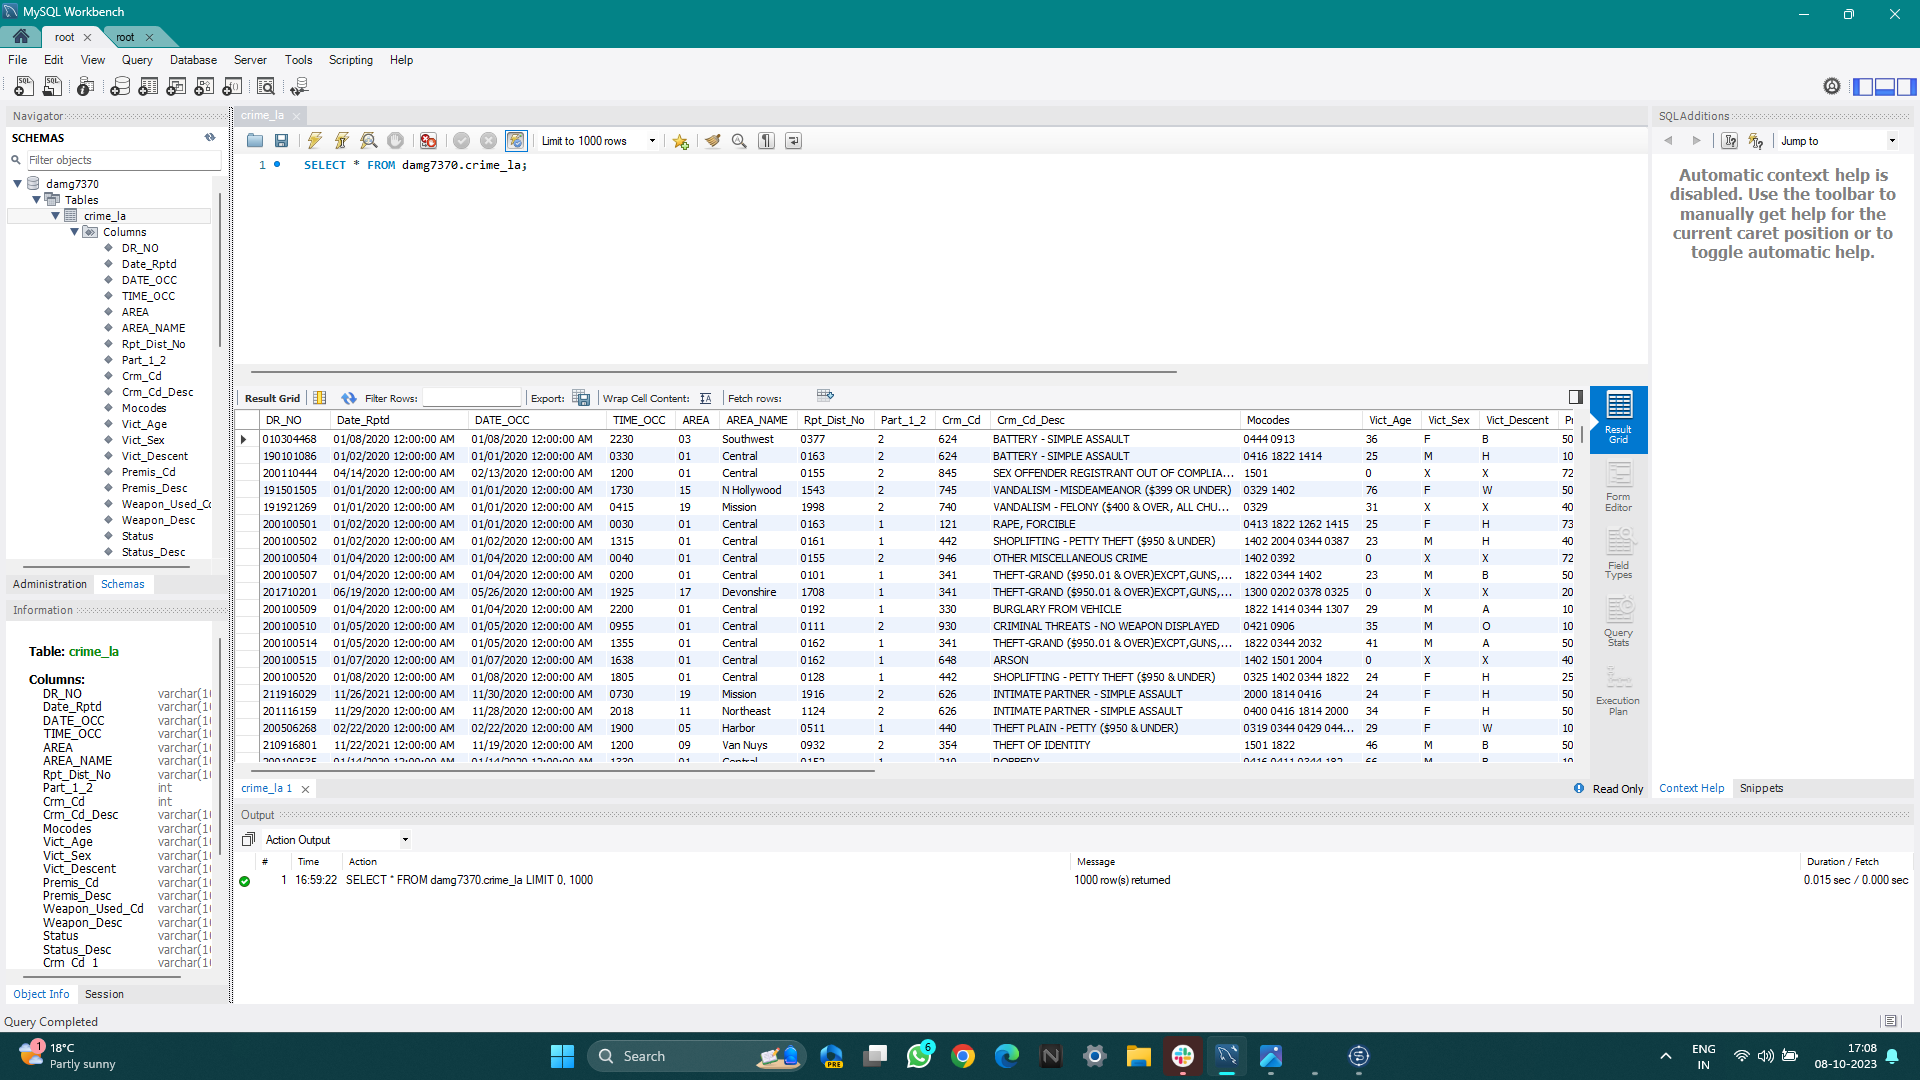 MySQL Workbench
root
root
File Edit View Query Database Server Tools Scripting Help
Navigator
SCHEMAS
Filter objects
damg7370
Tables
crime_la
Columns
DR_NO
Date_Rptd
DATE_OCC
TIME_OCC
AREA
AREA_NAME
Rpt_Dist_No
Part_1_2
Crm_Cd
Crm_Cd_Desc
Mocodes
Vict_Age
Vict_Sex
Vict_Descent
Premis_Cd
Premis_Desc
Weapon_Used_Cd
Weapon_Desc
Status
Status_Desc
Administration Schemas
Information
Table: crime_la
Columns:
DR_NO varchar(1
Date_Rptd varchar(1
DATE_OCC varchar(1
TIME_OCC varchar(1
AREA varchar(1
AREA_NAME varchar(1
Rpt_Dist_No varchar(1
Part_1_2 int
Crm_Cd int
Crm_Cd_Desc varchar(1
Mocodes varchar(1
Vict_Age varchar(1
Vict_Sex varchar(1
Vict_Descent varchar(1
Premis_Cd varchar(1
Premis_Desc varchar(1
Weapon_Used_Cd varchar(1
Weapon_Desc varchar(1
Status varchar(1
Status_Desc varchar(1
Crm_Cd_1 varchar(1
Object Info Session
crime_la
Limit to 1000 rows
1 SELECT * FROM damg7370.crime_la;
Result Grid Filter Rows: Export: Wrap Cell Content: Fetch rows:
DR_NO Date_Rptd DATE_OCC TIME_OCC AREA AREA_NAME Rpt_Dist_No Part_1_2 Crm_Cd Crm_Cd_Desc Mocodes Vict_Age Vict_Sex Vict_Descent
010304468 01/08/2020 12:00:00 AM 01/08/2020 12:00:00 AM 2230 03 Southwest 0377 2 624 BATTERY - SIMPLE ASSAULT 0444 0913 36 F B 50
190101086 01/02/2020 12:00:00 AM 01/01/2020 12:00:00 AM 0330 01 Central 0163 2 624 BATTERY - SIMPLE ASSAULT 0416 1822 1414 25 M H 10
200110444 04/14/2020 12:00:00 AM 02/13/2020 12:00:00 AM 1200 01 Central 0155 2 845 SEX OFFENDER REGISTRANT OUT OF COMPLIA... 1501 0 X X 72
191501505 01/01/2020 12:00:00 AM 01/01/2020 12:00:00 AM 1730 15 N Hollywood 1543 2 745 VANDALISM - MISDEAMEANOR ($399 OR UNDER) 0329 1402 76 F W 50
191921269 01/01/2020 12:00:00 AM 01/01/2020 12:00:00 AM 0415 19 Mission 1998 2 740 VANDALISM - FELONY ($400 & OVER, ALL CHU... 0329 31 X X 40
200100501 01/02/2020 12:00:00 AM 01/01/2020 12:00:00 AM 0030 01 Central 0163 1 121 RAPE, FORCIBLE 0413 1822 1262 1415 25 F H 73
200100502 01/02/2020 12:00:00 AM 01/02/2020 12:00:00 AM 1315 01 Central 0161 1 442 SHOPLIFTING - PETTY THEFT ($950 & UNDER) 1402 2004 0344 0387 23 M H 40
200100504 01/04/2020 12:00:00 AM 01/04/2020 12:00:00 AM 0040 01 Central 0155 2 946 OTHER MISCELLANEOUS CRIME 1402 0392 0 X X 72
200100507 01/04/2020 12:00:00 AM 01/04/2020 12:00:00 AM 0200 01 Central 0101 1 341 THEFT-GRAND ($950.01 & OVER)EXCPT,GUNS,... 1822 0344 1402 23 M B 50
201710201 06/19/2020 12:00:00 AM 05/26/2020 12:00:00 AM 1925 17 Devonshire 1708 1 341 THEFT-GRAND ($950.01 & OVER)EXCPT,GUNS,... 1300 0202 0378 0325 0 X X 20
200100509 01/04/2020 12:00:00 AM 01/04/2020 12:00:00 AM 2200 01 Central 0192 1 330 BURGLARY FROM VEHICLE 1822 1414 0344 1307 29 M A 10
200100510 01/05/2020 12:00:00 AM 01/05/2020 12:00:00 AM 0955 01 Central 0111 2 930 CRIMINAL THREATS - NO WEAPON DISPLAYED 0421 0906 35 M O 10
200100514 01/05/2020 12:00:00 AM 01/05/2020 12:00:00 AM 1355 01 Central 0162 1 341 THEFT-GRAND ($950.01 & OVER)EXCPT,GUNS,... 1822 0344 2032 41 M A 50
200100515 01/07/2020 12:00:00 AM 01/07/2020 12:00:00 AM 1638 01 Central 0162 1 648 ARSON 1402 1501 2004 0 X X 40
200100520 01/08/2020 12:00:00 AM 01/08/2020 12:00:00 AM 1805 01 Central 0128 1 442 SHOPLIFTING - PETTY THEFT ($950 & UNDER) 0325 1402 0344 1822 24 F H 25
211916029 11/26/2021 12:00:00 AM 11/30/2020 12:00:00 AM 0730 19 Mission 1916 2 626 INTIMATE PARTNER - SIMPLE ASSAULT 2000 1814 0416 24 F H 50
201116159 11/29/2020 12:00:00 AM 11/28/2020 12:00:00 AM 2018 11 Northeast 1124 2 626 INTIMATE PARTNER - SIMPLE ASSAULT 0400 0416 1814 2000 34 F H 50
200506268 02/22/2020 12:00:00 AM 02/22/2020 12:00:00 AM 1900 05 Harbor 0511 1 440 THEFT PLAIN - PETTY ($950 & UNDER) 0319 0344 0429 044... 29 F W 10
210916801 11/22/2021 12:00:00 AM 11/19/2020 12:00:00 AM 1200 09 Van Nuys 0932 2 354 THEFT OF IDENTITY 1501 1822 46 M B 50
Result Grid
Form Editor
Field Types
Query Stats
Execution Plan
crime_la 1
Read Only
Output
Action Output
# Time Action Message Duration / Fetch
1 16:59:22 SELECT * FROM damg7370.crime_la LIMIT 0, 1000 1000 row(s) returned 0.015 sec / 0.000 sec
SQLAdditions
Jump to
Automatic context help is
disabled. Use the toolbar to
manually get help for the
current caret position or to
toggle automatic help.
Context Help Snippets
Query Completed
1
18°C
Partly sunny
Search
PRE
6
ENG
IN
17:08
08-10-2023